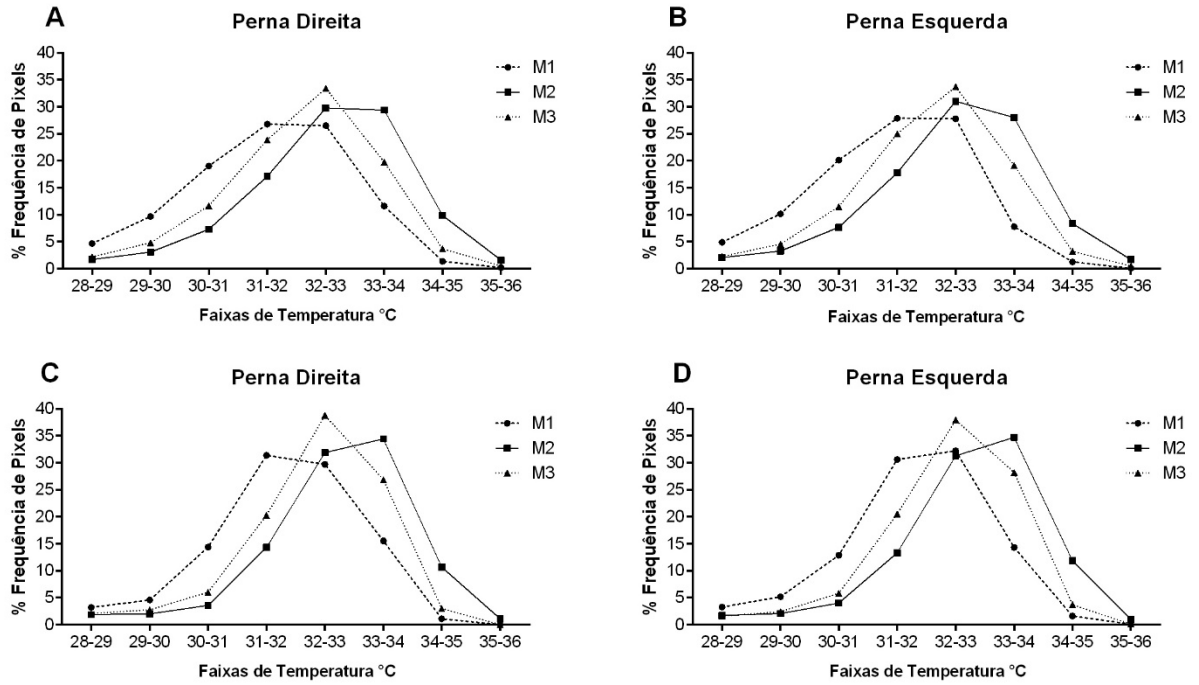 A
Perna Direita
% Frequência de Pixels
40
35
30
25
20
15
10
5
0
28-29 29-30 30-31 31-32 32-33 33-34 34-35 35-36
Faixas de Temperatura °C
M1
M2
M3
B
Perna Esquerda
% Frequência de Pixels
40
35
30
25
20
15
10
5
0
28-29 29-30 30-31 31-32 32-33 33-34 34-35 35-36
Faixas de Temperatura °C
M1
M2
M3
C
Perna Direita
% Frequência de Pixels
40
35
30
25
20
15
10
5
0
28-29 29-30 30-31 31-32 32-33 33-34 34-35 35-36
Faixas de Temperatura °C
M1
M2
M3
D
Perna Esquerda
% Frequência de Pixels
40
35
30
25
20
15
10
5
0
28-29 29-30 30-31 31-32 32-33 33-34 34-35 35-36
Faixas de Temperatura °C
M1
M2
M3